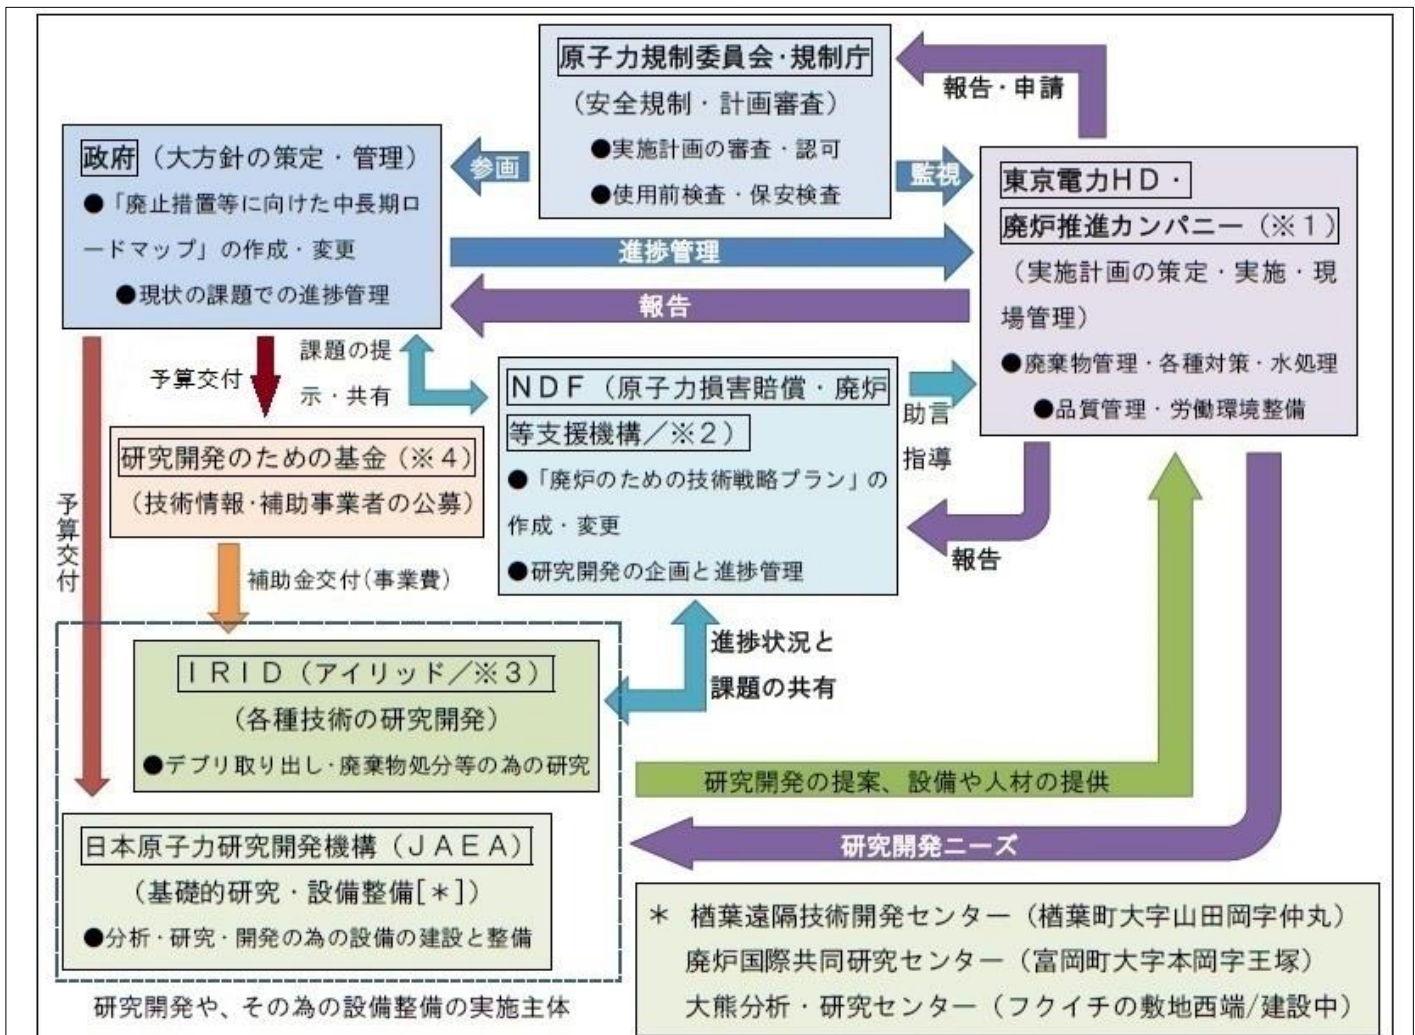 原子力規制委員会・規制庁
（安全規制・計画審査）
●実施計画の審査・認可
●使用前検査・保安検査
報告・申請
政府（大方針の策定・管理）
●「廃止措置等に向けた中長期ロ
ードマップ」の作成・変更
●現状の課題での進捗管理
参画
監視
東京電力ＨＤ・
廃炉推進カンパニー（※１）
（実施計画の策定・実施・現
場管理）
●廃棄物管理・各種対策・水処理
●品質管理・労働環境整備
進捗管理
報告
予算交付
課題の提
示・共有
ＮＤＦ（原子力損害賠償・廃炉
等支援機構／※２）
●「廃炉のための技術戦略プラン」の
作成・変更
●研究開発の企画と進捗管理
助言
指導
報告
研究開発のための基金（※４）
（技術情報・補助事業者の公募）
予算交付
補助金交付(事業費)
進捗状況と
課題の共有
ＩＲＩＤ（アイリッド／※３）
（各種技術の研究開発）
●デブリ取り出し・廃棄物処分等の為の研究
研究開発の提案、設備や人材の提供
研究開発ニーズ
日本原子力研究開発機構（ＪＡＥＡ）
（基礎的研究・設備整備[＊]）
●分析・研究・開発の為の設備の建設と整備
研究開発や、その為の設備整備の実施主体
＊ 楢葉遠隔技術開発センター（楢葉町大字山田岡字仲丸）
廃炉国際共同研究センター（富岡町大字本岡字王塚）
大熊分析・研究センター（フクイチの敷地西端/建設中）